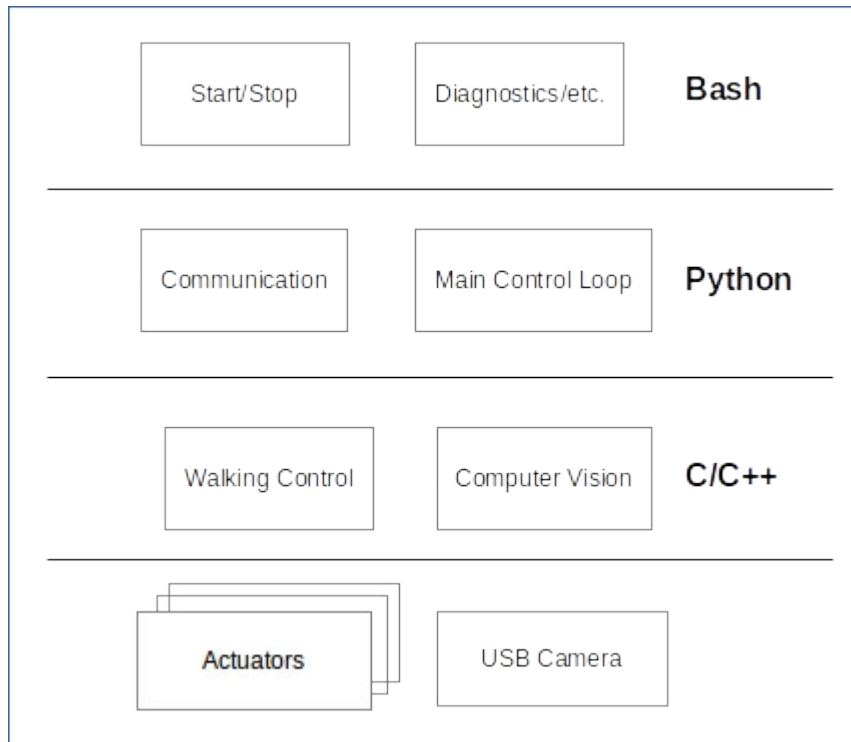 Start/Stop
Diagnostics/etc.
Bash
Communication
Main Control Loop
Python
Walking Control
Computer Vision
C/C++
Actuators
USB Camera